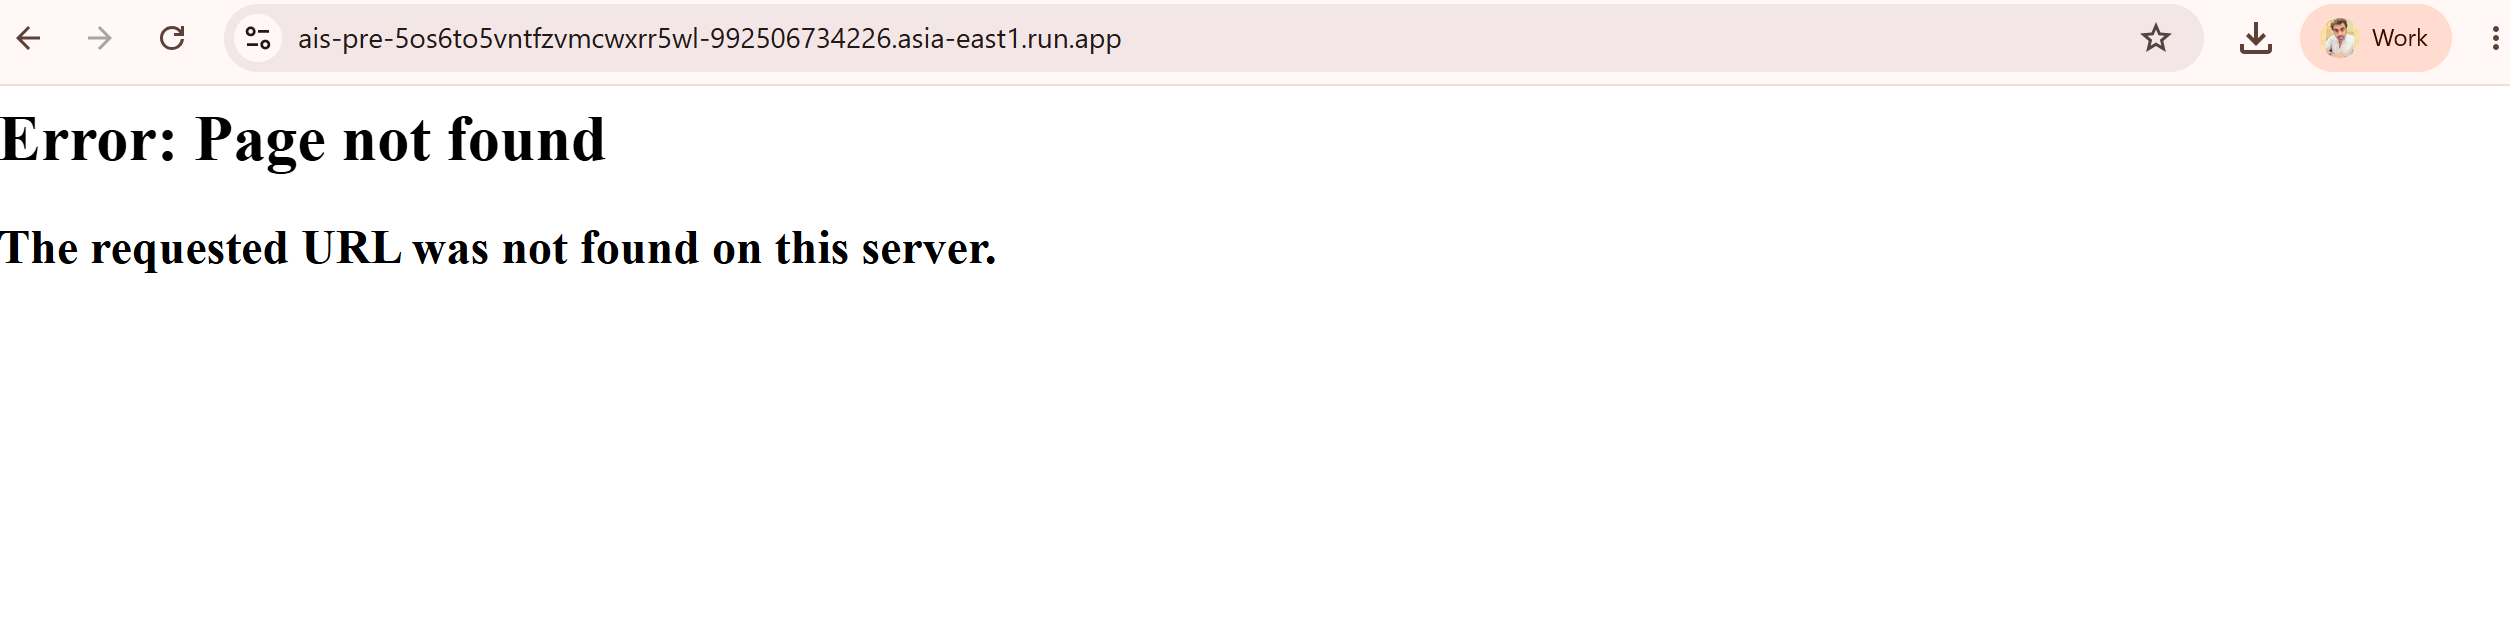 ais-pre-5os6to5vntfzvmcwxrr5wl-992506734226.asia-east1.run.app
Work
Error: Page not found
The requested URL was not found on this server.